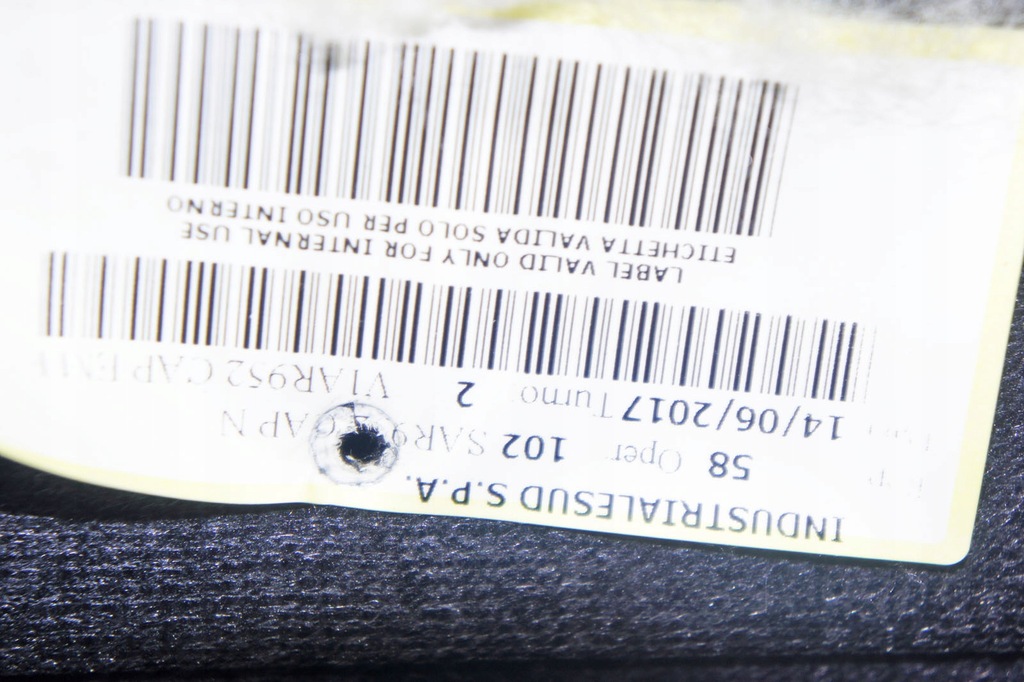 INDUSTRIALESUD S.P.A.
58 Oper 102 CAP N
14/06/2017 Turno 2 V1AR952 CAP
LABEL VALID ONLY FOR INTERNAL USE
ETICHETTA VALIDA SOLO PER USO INTERNO